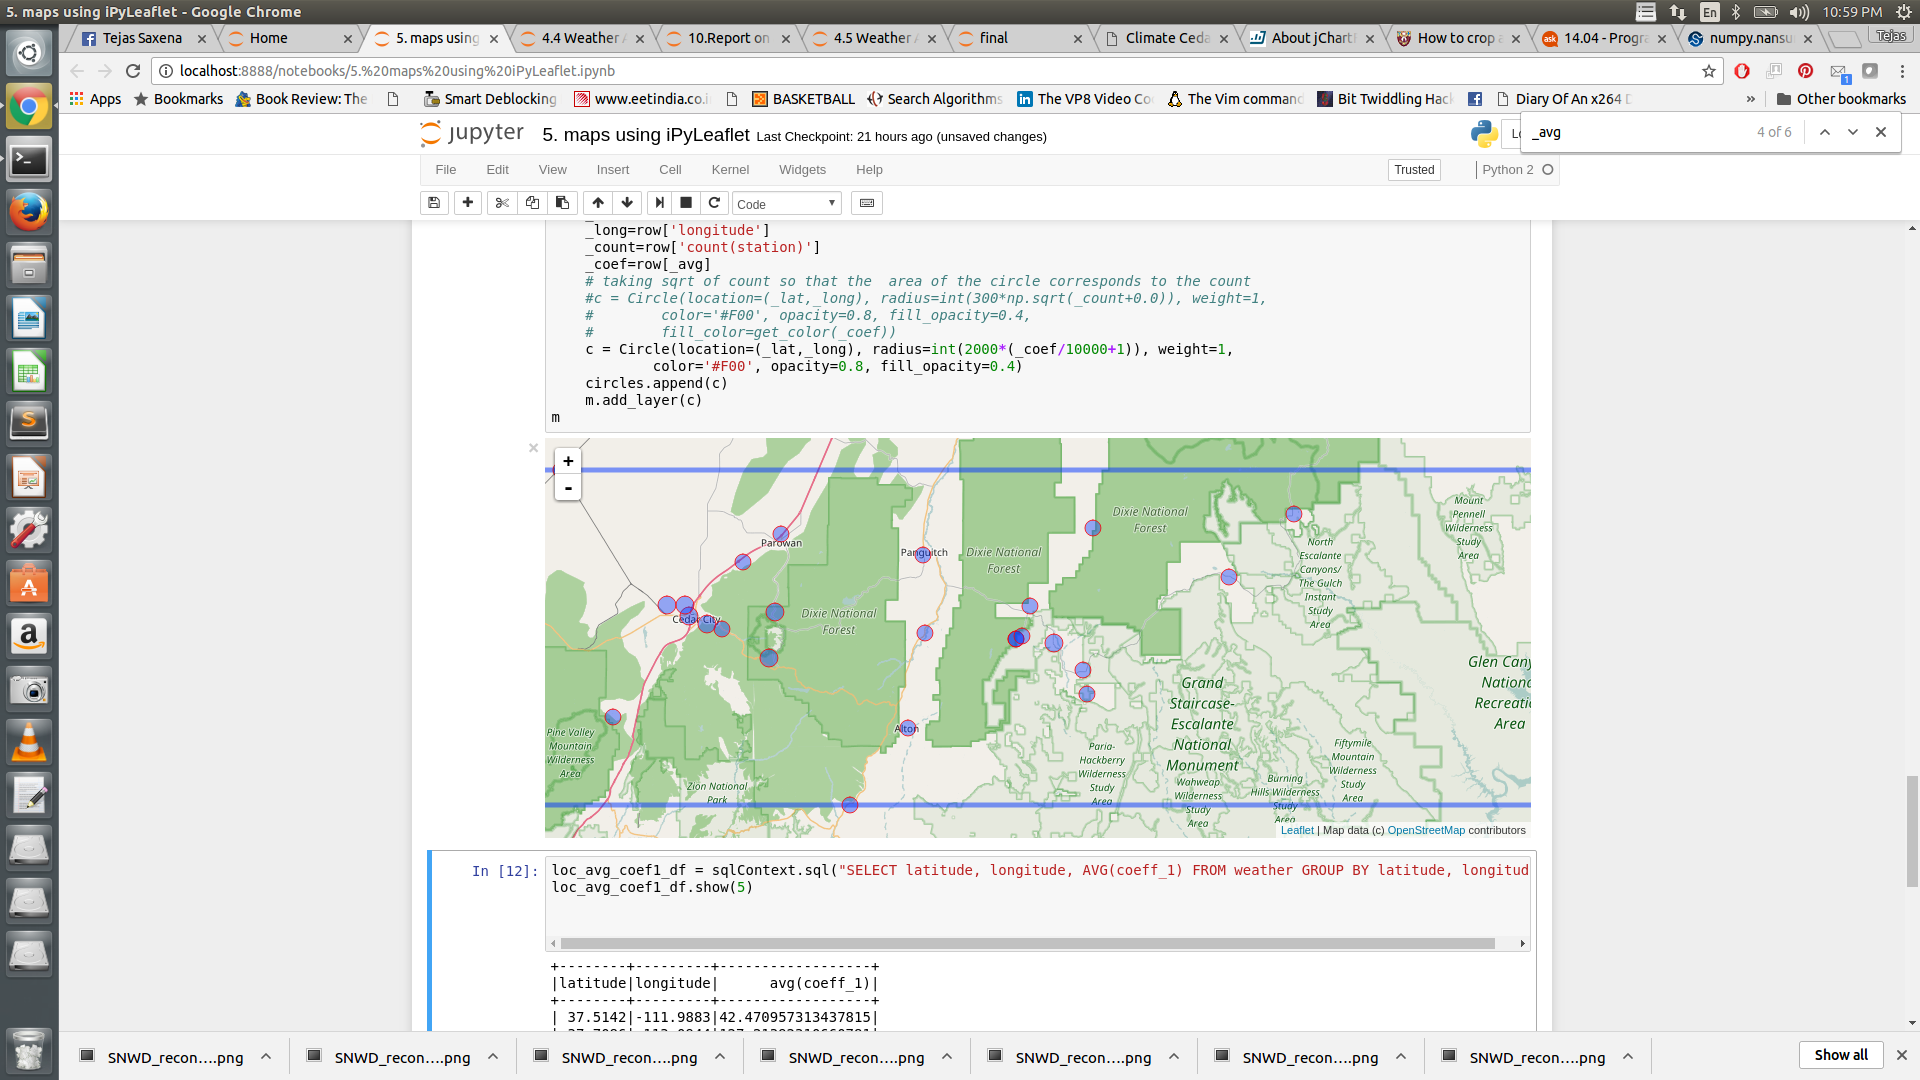 5. maps using iPyLeaflet - Google Chrome
En
10:59 PM
Tejas Saxena
Home
5. maps using
4.4 Weather
10.Report on
4.5 Weather
final
Climate Ceda
About jChart
How to crop
14.04 - Progra
numpy.nansu
Tejas
localhost:8888/notebooks/5.%20maps%20using%20iPyLeaflet.ipynb
Apps
Bookmarks
Book Review: The
Smart Deblocking
www.eetindia.co.i
BASKETBALL
Search Algorithms
The VP8 Video Co
The Vim command
Bit Twiddling Hac
Diary Of An x264 D
»
Other bookmarks
jupyter
5. maps using iPyLeaflet
Last Checkpoint: 21 hours ago (unsaved changes)
_avg
4 of 6
File
Edit
View
Insert
Cell
Kernel
Widgets
Help
Trusted
Python 2
Code
_long=row['longitude']
_count=row['count(station)']
_coef=row[_avg]
# taking sqrt of count so that the  area of the circle corresponds to the count
#c = Circle(location=(_lat,_long), radius=int(300*np.sqrt(_count+0.0)), weight=1,
#        color='#F00', opacity=0.8, fill_opacity=0.4,
#        fill_color=get_color(_coef))
c = Circle(location=(_lat,_long), radius=int(2000*(_coef/10000+1)), weight=1,
color='#F00', opacity=0.8, fill_opacity=0.4)
circles.append(c)
m.add_layer(c)
m
+
-
Parowan
Panguitch
Dixie National
Forest
Dixie National
Forest
Mount
Pennell
Wilderness
Study
Area
North
Escalante
Canyons/
The Gulch
Instant
Study
Area
Cedar City
Dixie National
Forest
Grand
Staircase-
Escalante
National
Monument
Glen Cany
Nationa
Recreati
Area
Alton
Pine Valley
Mountain
Wilderness
Area
Zion National
Park
Paria-
Hackberry
Wilderness
Study
Area
Wahweap
Wilderness
Study
Area
Burning
Hills Wilderness
Study
Area
Fiftymile
Mountain
Wilderness
Study
Area
Leaflet | Map data (c) OpenStreetMap contributors
In [12]:
loc_avg_coef1_df = sqlContext.sql("SELECT latitude, longitude, AVG(coeff_1) FROM weather GROUP BY latitude, longitud
loc_avg_coef1_df.show(5)
+--------+---------+------------------+
|latitude|longitude|      avg(coeff_1)|
+--------+---------+------------------+
| 37.5142|-111.9883|42.470957313437815|
SNWD_recon....png
SNWD_recon....png
SNWD_recon....png
SNWD_recon....png
SNWD_recon....png
SNWD_recon....png
SNWD_recon....png
Show all